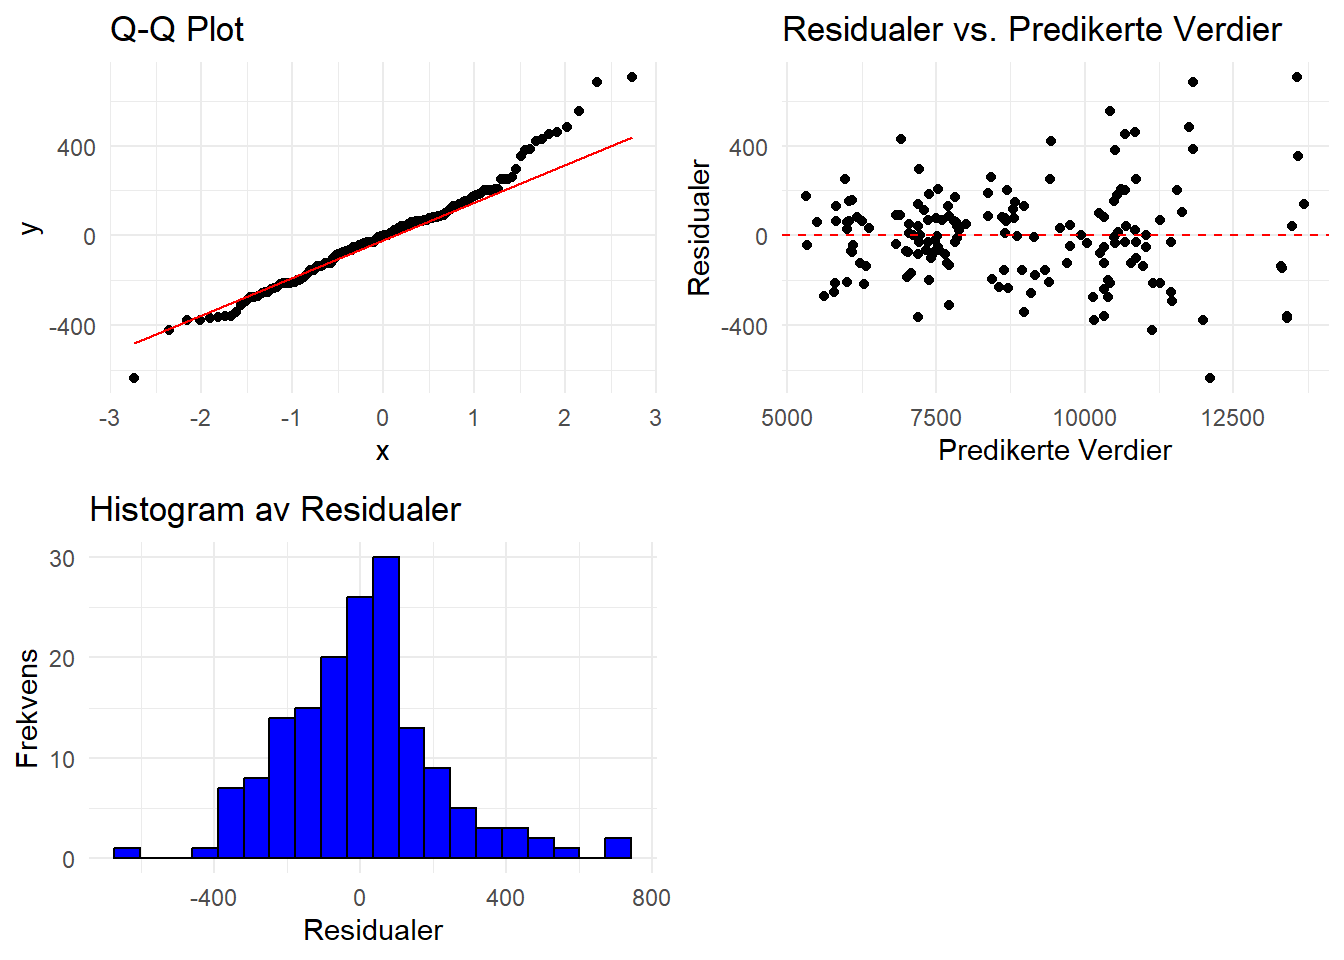 Q-Q Plot
y
400
0
-400
-3 -2 -1 0 1 2 3
x
Residualer vs. Predikerte Verdier
Residualer
400
0
-400
5000 7500 10000 12500
Predikerte Verdier
Histogram av Residualer
Frekvens
30
20
10
0
-400 0 400 800
Residualer